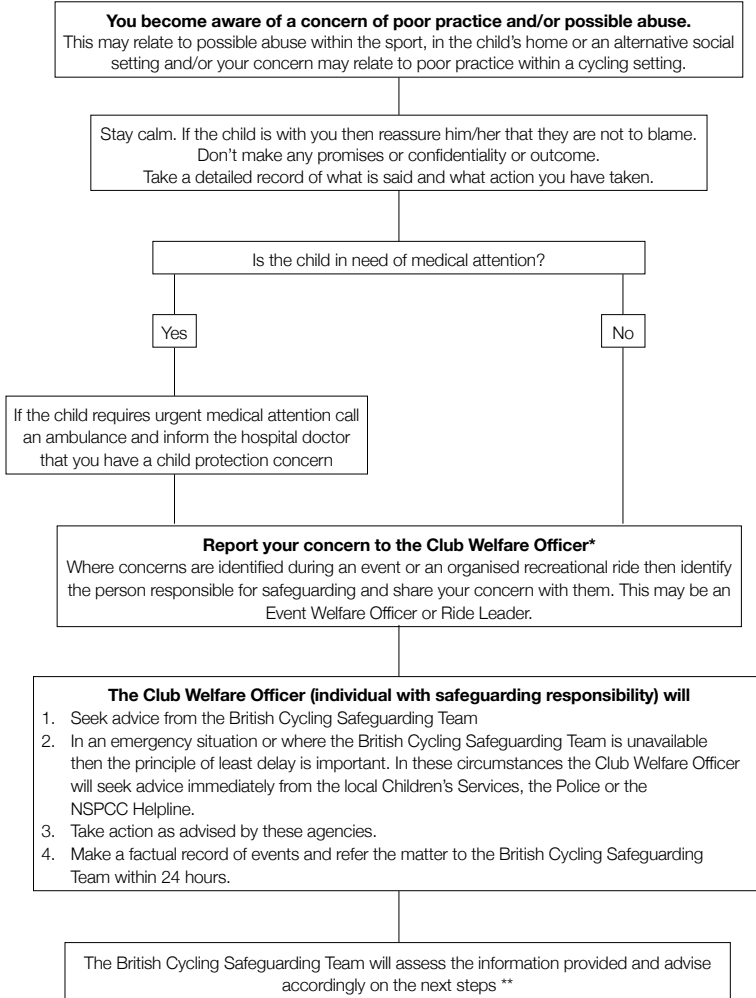 You become aware of a concern of poor practice and/or possible abuse.
This may relate to possible abuse within the sport, in the child's home or an alternative social
setting and/or your concern may relate to poor practice within a cycling setting.
Stay calm. If the child is with you then reassure him/her that they are not to blame.
Don't make any promises or confidentiality or outcome.
Take a detailed record of what is said and what action you have taken.
Is the child in need of medical attention?
Yes
No
If the child requires urgent medical attention call
an ambulance and inform the hospital doctor
that you have a child protection concern
Report your concern to the Club Welfare Officer*
Where concerns are identified during an event or an organised recreational ride then identify
the person responsible for safeguarding and share your concern with them. This may be an
Event Welfare Officer or Ride Leader.
The Club Welfare Officer (individual with safeguarding responsibility) will
1. Seek advice from the British Cycling Safeguarding Team
2. In an emergency situation or where the British Cycling Safeguarding Team is unavailable
then the principle of least delay is important. In these circumstances the Club Welfare Officer
will seek advice immediately from the local Children's Services, the Police or the
NSPCC Helpline.
3. Take action as advised by these agencies.
4. Make a factual record of events and refer the matter to the British Cycling Safeguarding
Team within 24 hours.
The British Cycling Safeguarding Team will assess the information provided and advise
accordingly on the next steps **